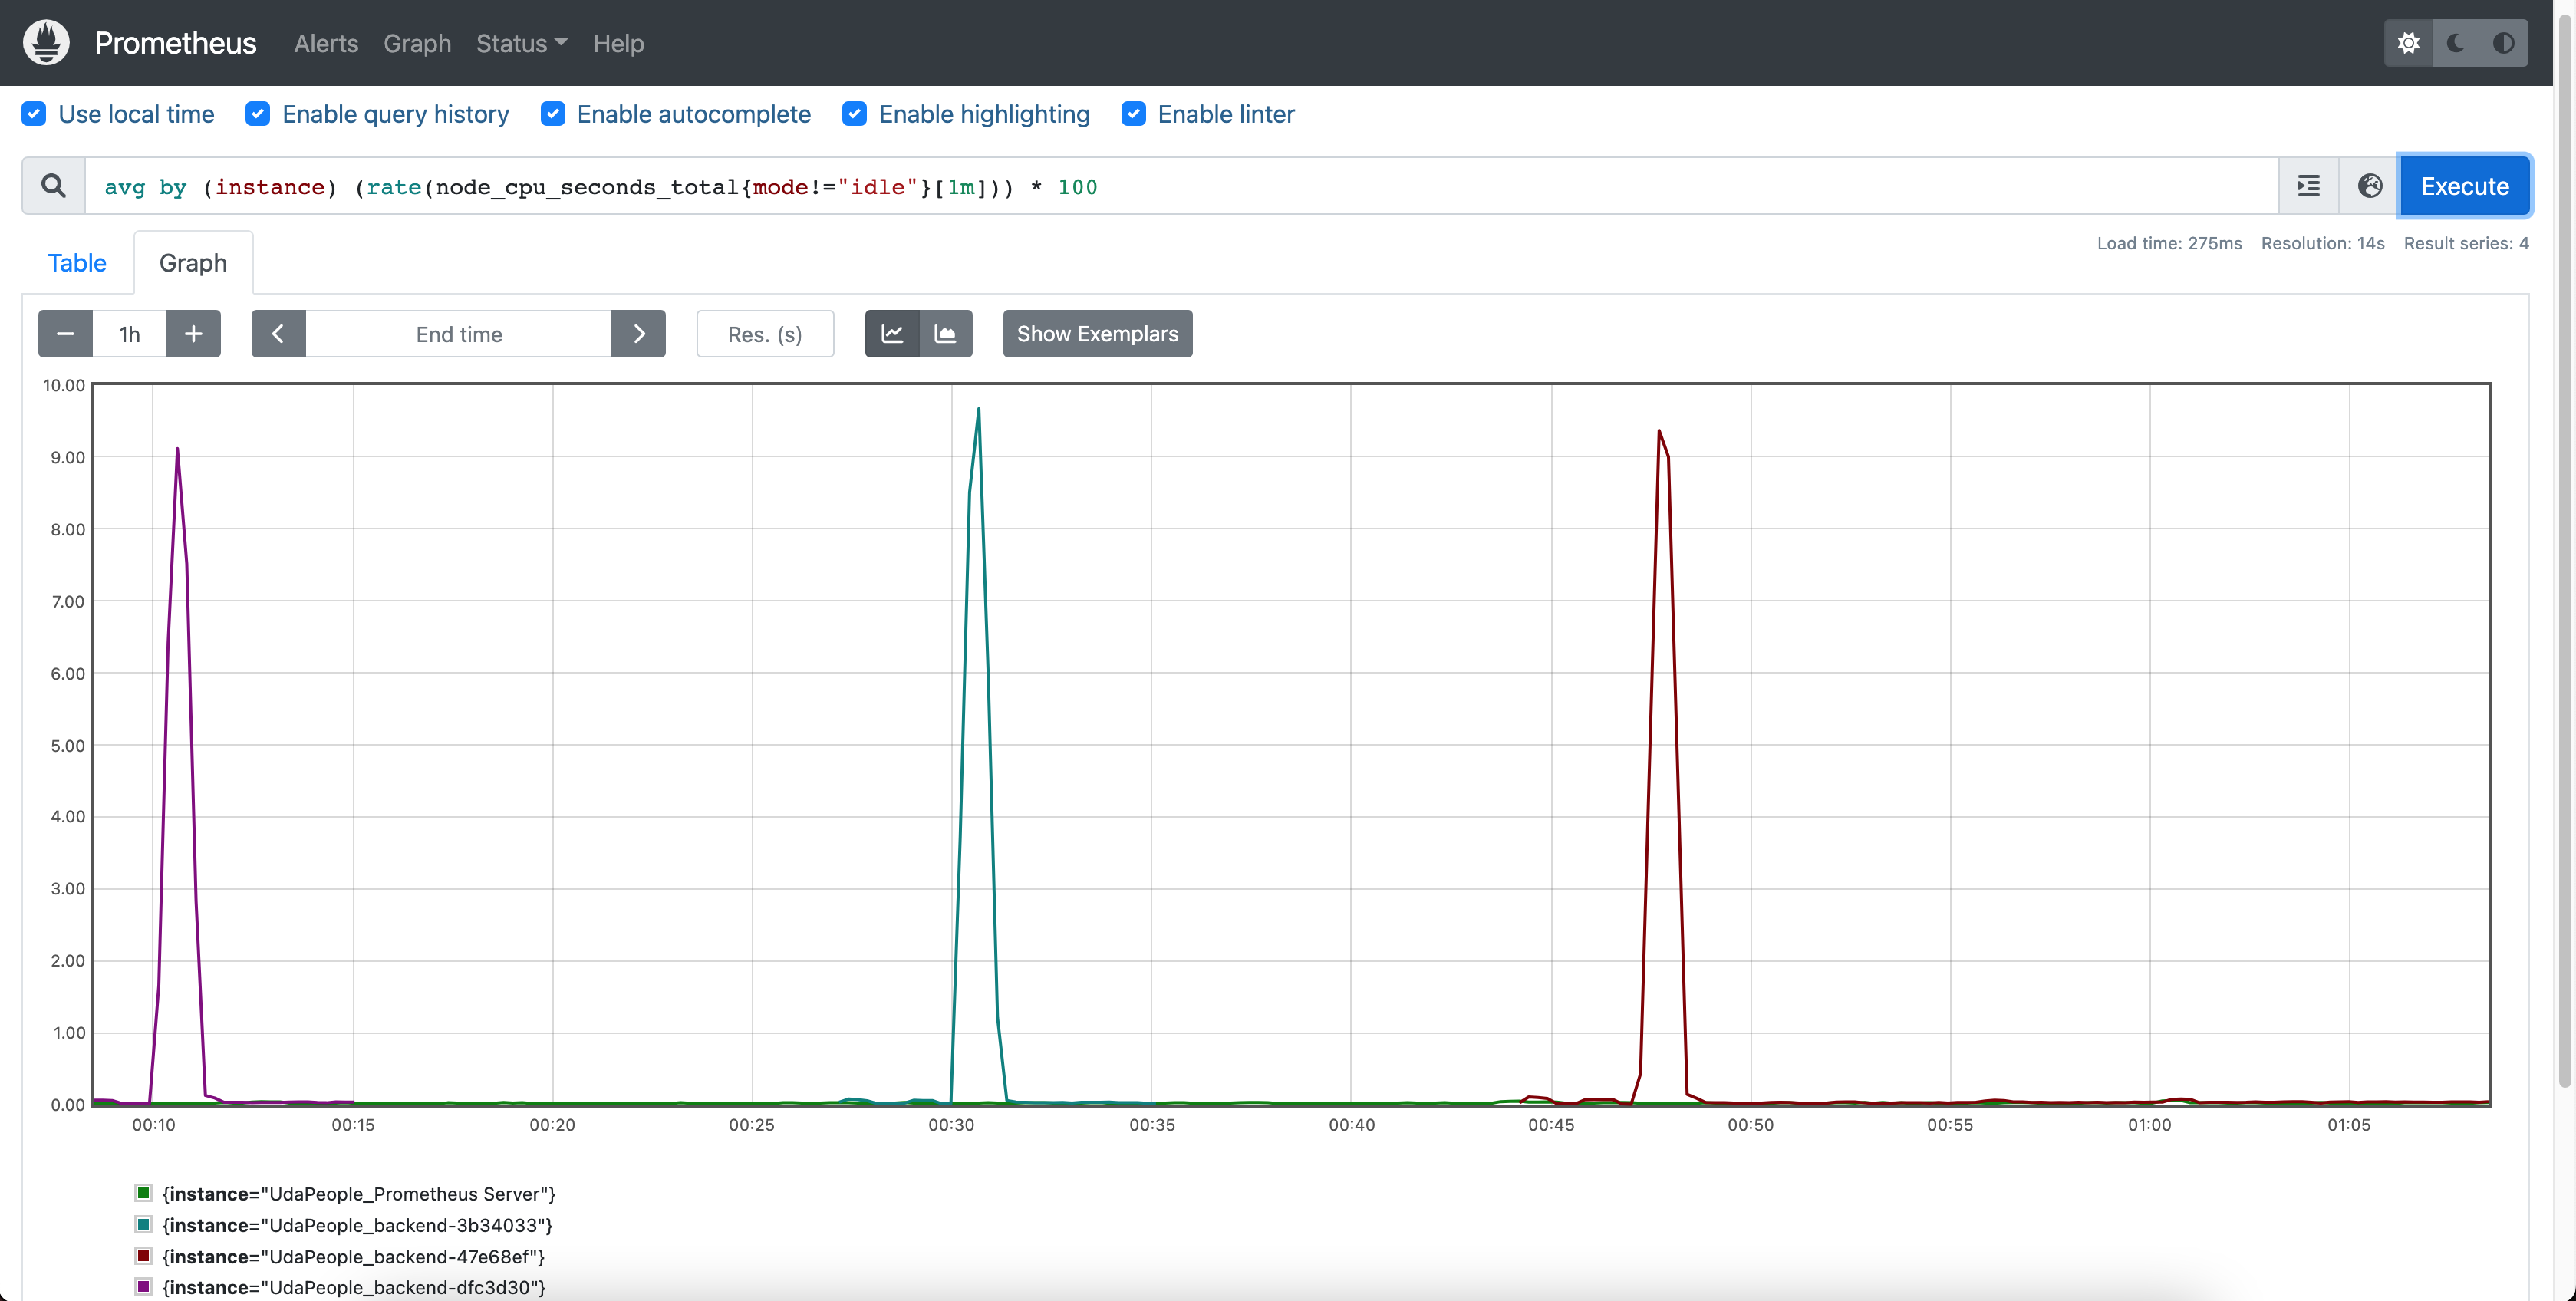 Prometheus Alerts Graph Status Help
Use local time Enable query history Enable autocomplete Enable highlighting Enable linter
avg by (instance) (rate(node_cpu_seconds_total{mode!="idle"}[1m])) * 100 Execute
Table Graph Load time: 275ms Resolution: 14s Result series: 4
1h End time Res. (s) Show Exemplars
10.00
9.00
8.00
7.00
6.00
5.00
4.00
3.00
2.00
1.00
0.00
00:10 00:15 00:20 00:25 00:30 00:35 00:40 00:45 00:50 00:55 01:00 01:05
{instance="UdaPeople_Prometheus Server"}
{instance="UdaPeople_backend-3b34033"}
{instance="UdaPeople_backend-47e68ef"}
{instance="UdaPeople_backend-dfc3d30"}